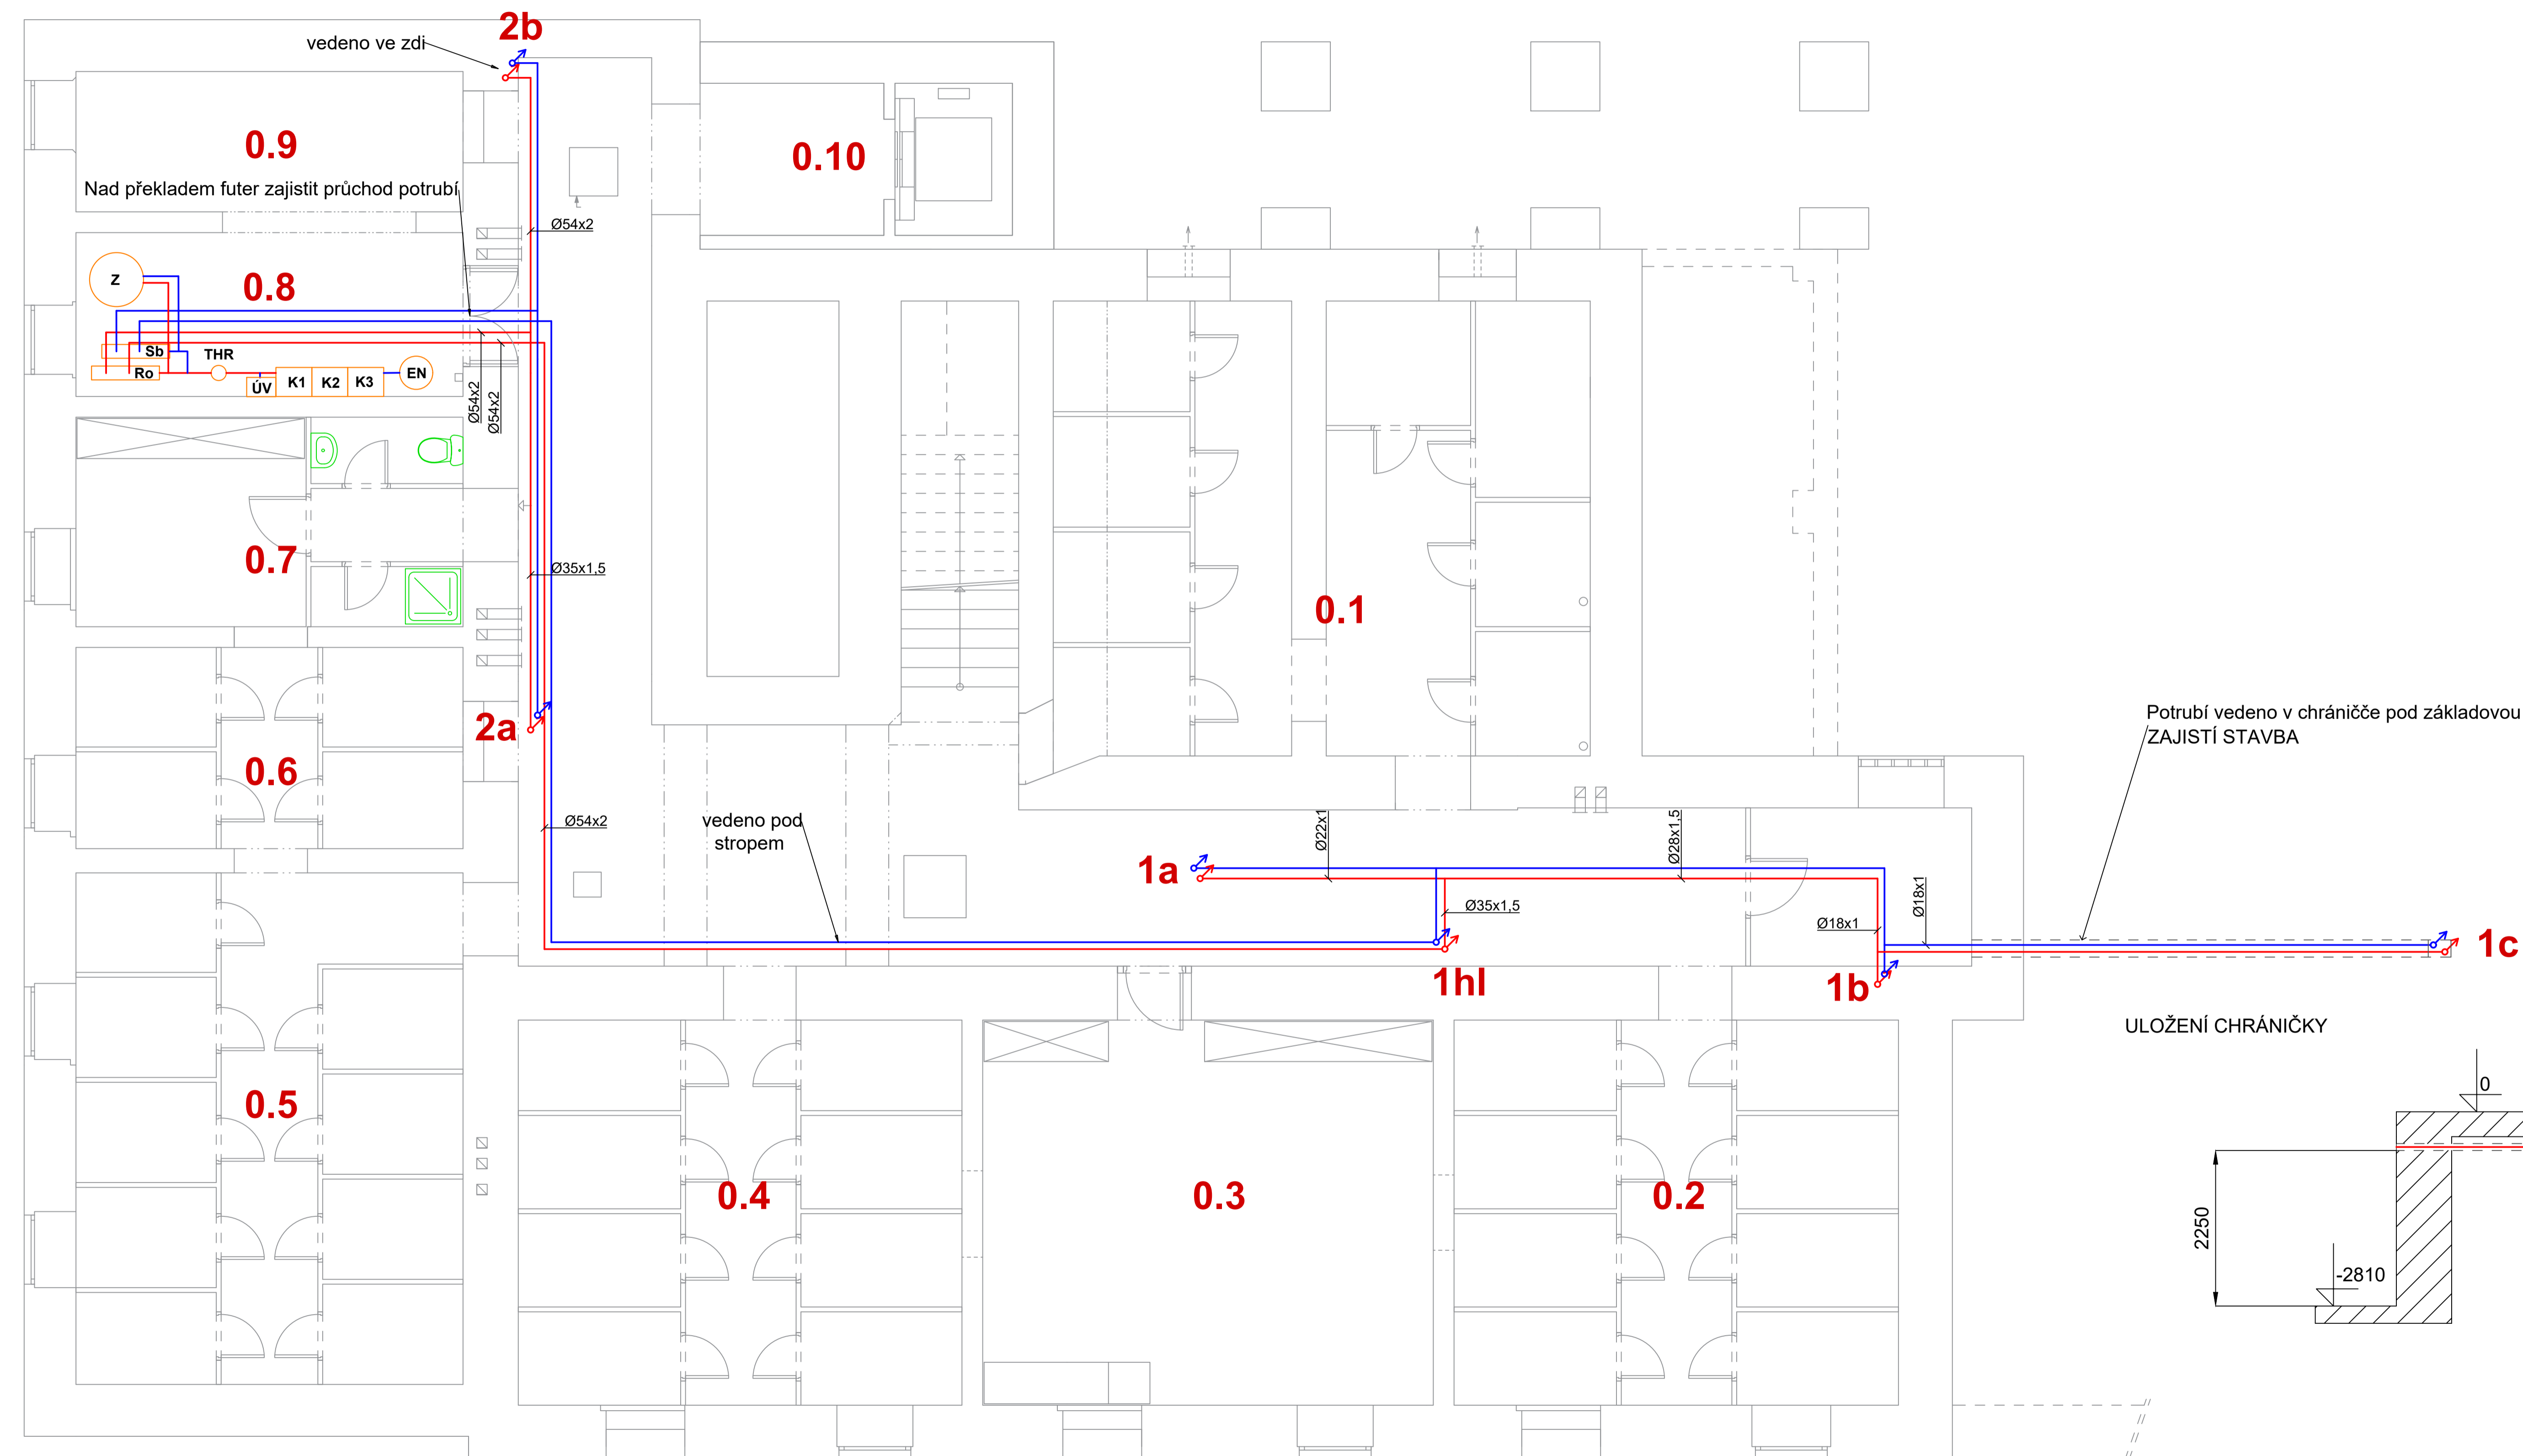 2b
vedeno ve zdi
0.9
0.10
Nad překladem futer zajistit průchod potrubí
Ø54x2
Z
0.8
Sb
THR
Ro
ÚV
K1
K2
K3
EN
Ø54x2
Ø54x2
0.7
Ø35x1,5
0.1
2a
0.6
Potrubí vedeno v chráničče pod základovou
ZAJISTÍ STAVBA
Ø54x2
vedeno pod
stropem
Ø22x1
Ø28x1,5
1a
Ø35x1,5
Ø18x1
Ø18x1
1c
1hl
1b
ULOŽENÍ CHRÁNIČKY
0
0.5
0.4
0.3
0.2
2250
-2810